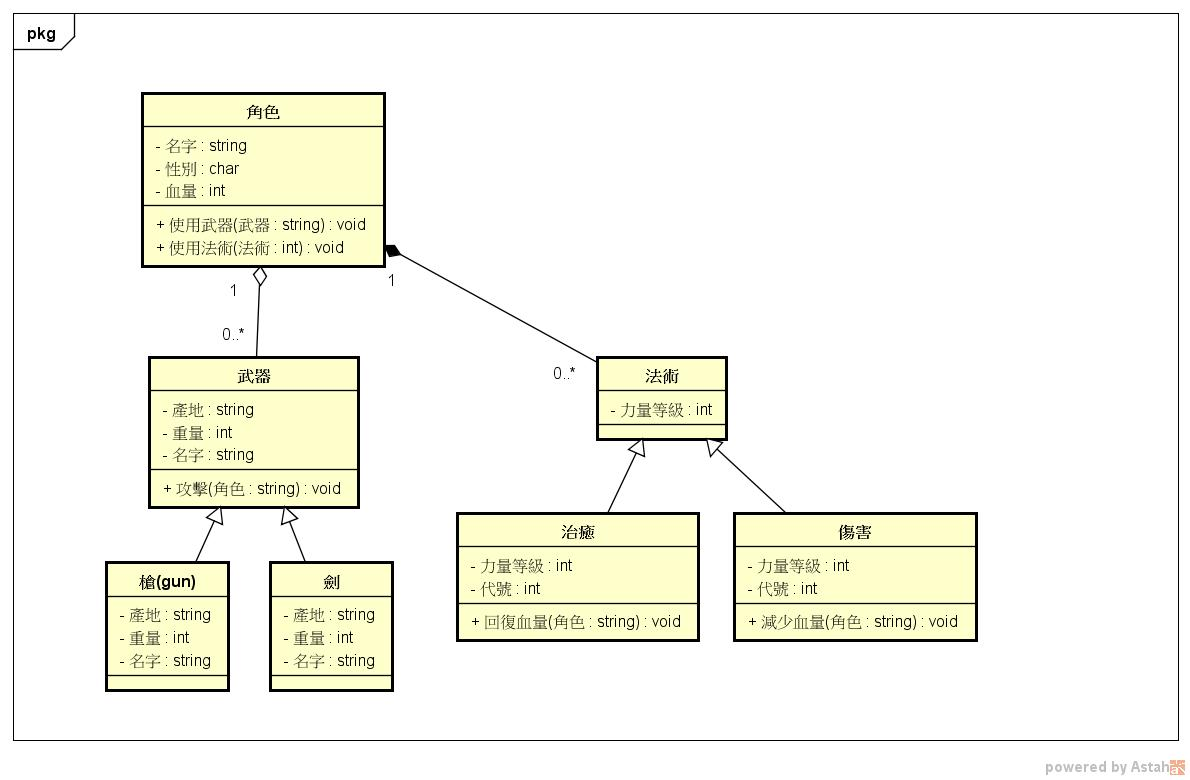 pkg
角色
- 名字 : string
- 性別 : char
- 血量 : int
+ 使用武器(武器 : string) : void
+ 使用法術(法術 : int) : void
1
1
0..*
0..*
武器
- 產地 : string
- 重量 : int
- 名字 : string
+ 攻擊(角色 : string) : void
法術
- 力量等級 : int
槍(gun)
- 產地 : string
- 重量 : int
- 名字 : string
劍
- 產地 : string
- 重量 : int
- 名字 : string
治癒
- 力量等級 : int
- 代號 : int
+ 回復血量(角色 : string) : void
傷害
- 力量等級 : int
- 代號 : int
+ 減少血量(角色 : string) : void
powered by Astah